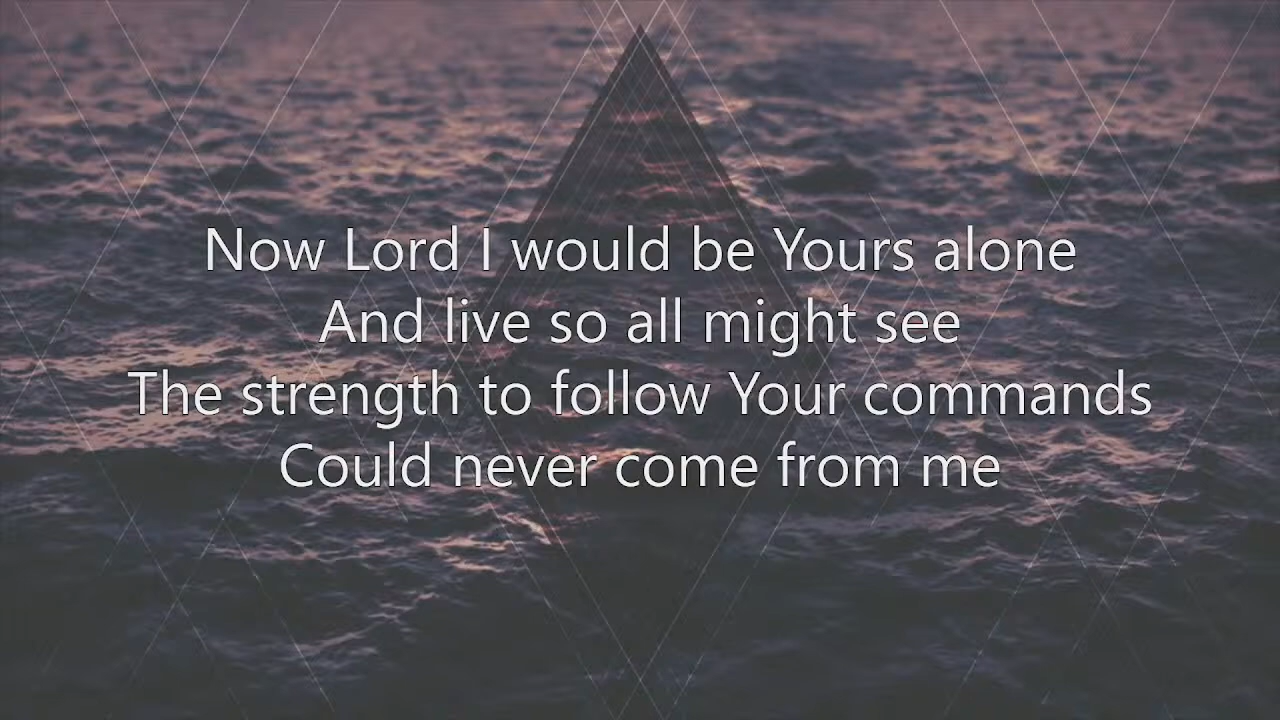 Now Lord I would be Yours alone
And live so all might see
The strength to follow Your commands
Could never come from me